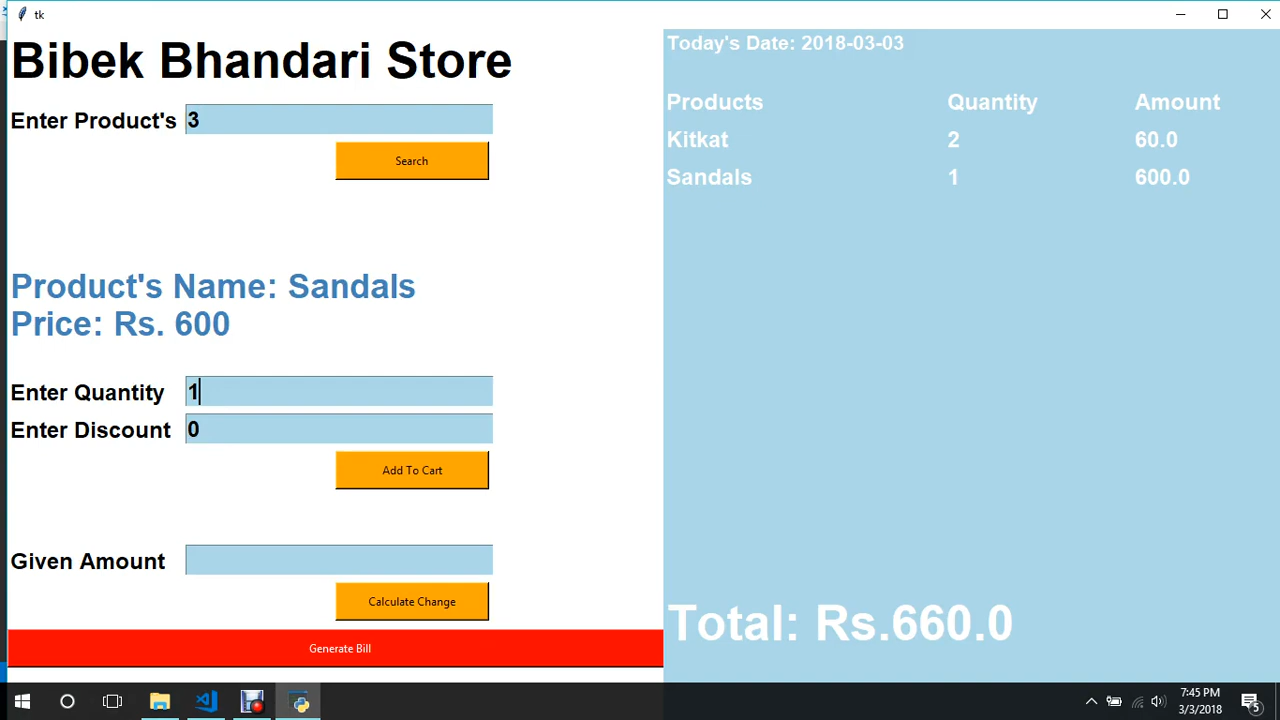 tk
Bibek Bhandari Store
Enter Product's 3
Search
Product's Name: Sandals
Price: Rs. 600
Enter Quantity 1
Enter Discount 0
Add To Cart
Given Amount
Calculate Change
Generate Bill
Today's Date: 2018-03-03
Products Quantity Amount
Kitkat 2 60.0
Sandals 1 600.0
Total: Rs.660.0
7:45 PM
3/3/2018
5